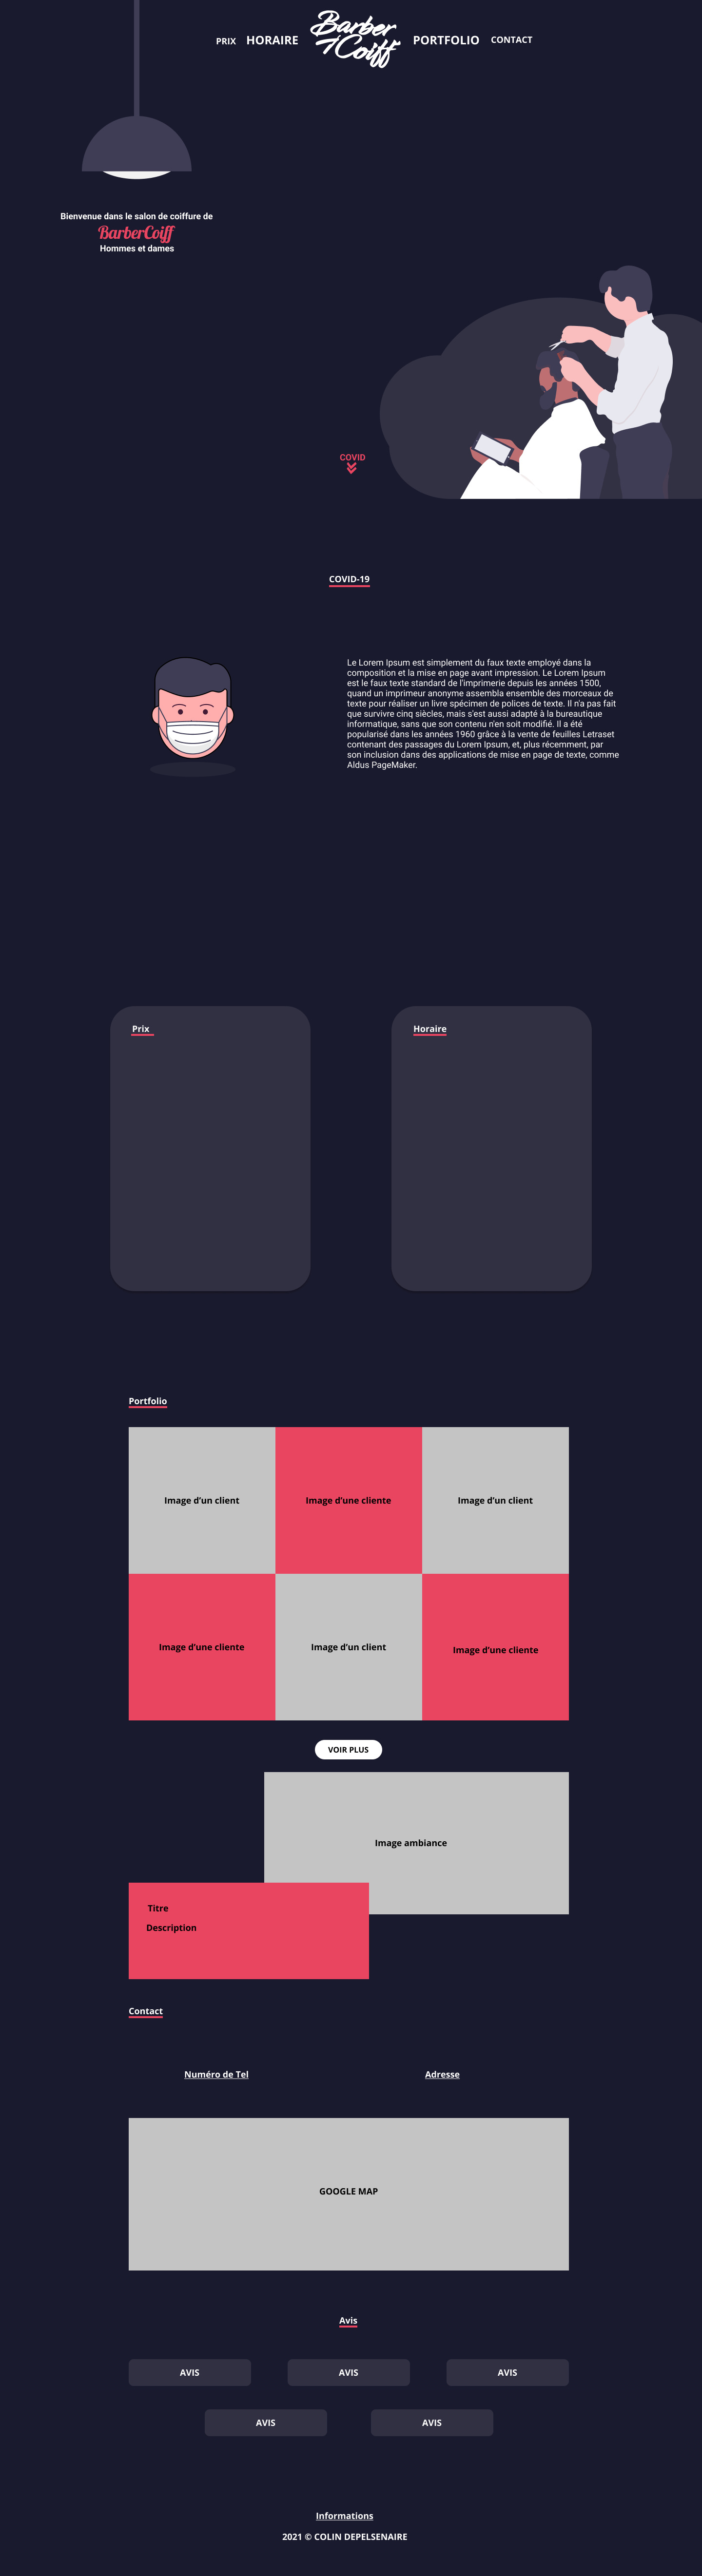 PRIX HORAIRE Barber Coiff PORTFOLIO CONTACT
Bienvenue dans le salon de coiffure de
BarberCoiff
Hommes et dames
COVID
COVID-19
Le Lorem Ipsum est simplement du faux texte employé dans la
composition et la mise en page avant impression. Le Lorem Ipsum
est le faux texte standard de l'imprimerie depuis les années 1500,
quand un imprimeur anonyme assembla ensemble des morceaux de
texte pour réaliser un livre spécimen de polices de texte. Il n'a pas fait
que survivre cinq siècles, mais s'est aussi adapté à la bureautique
informatique, sans que son contenu n'en soit modifié. Il a été
popularisé dans les années 1960 grâce à la vente de feuilles Letraset
contenant des passages du Lorem Ipsum, et, plus récemment, par
son inclusion dans des applications de mise en page de texte, comme
Aldus PageMaker.
Prix
Horaire
Portfolio
Image d'un client
Image d'une cliente
Image d'un client
Image d'une cliente
Image d'un client
Image d'une cliente
VOIR PLUS
Image ambiance
Titre
Description
Contact
Numéro de Tel
Adresse
GOOGLE MAP
Avis
AVIS
AVIS
AVIS
AVIS
AVIS
Informations
2021 © COLIN DEPELSENAIRE